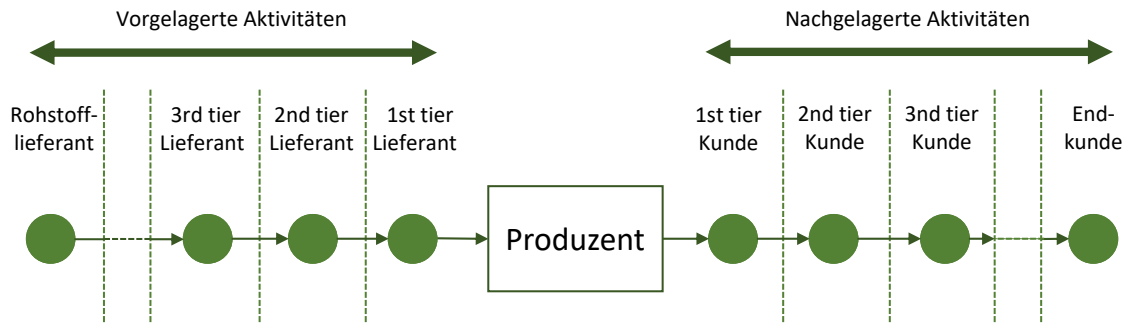 Vorgelagerte Aktivitäten
Nachgelagerte Aktivitäten
Rohstoff-
lieferant
3rd tier
Lieferant
2nd tier
Lieferant
1st tier
Lieferant
Produzent
1st tier
Kunde
2nd tier
Kunde
3nd tier
Kunde
End-
kunde